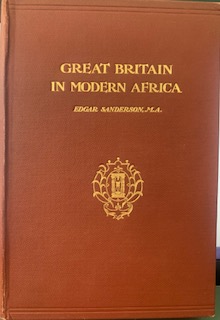 GREAT BRITAIN
IN MODERN AFRICA
EDGAR SANDERSON, M.A.